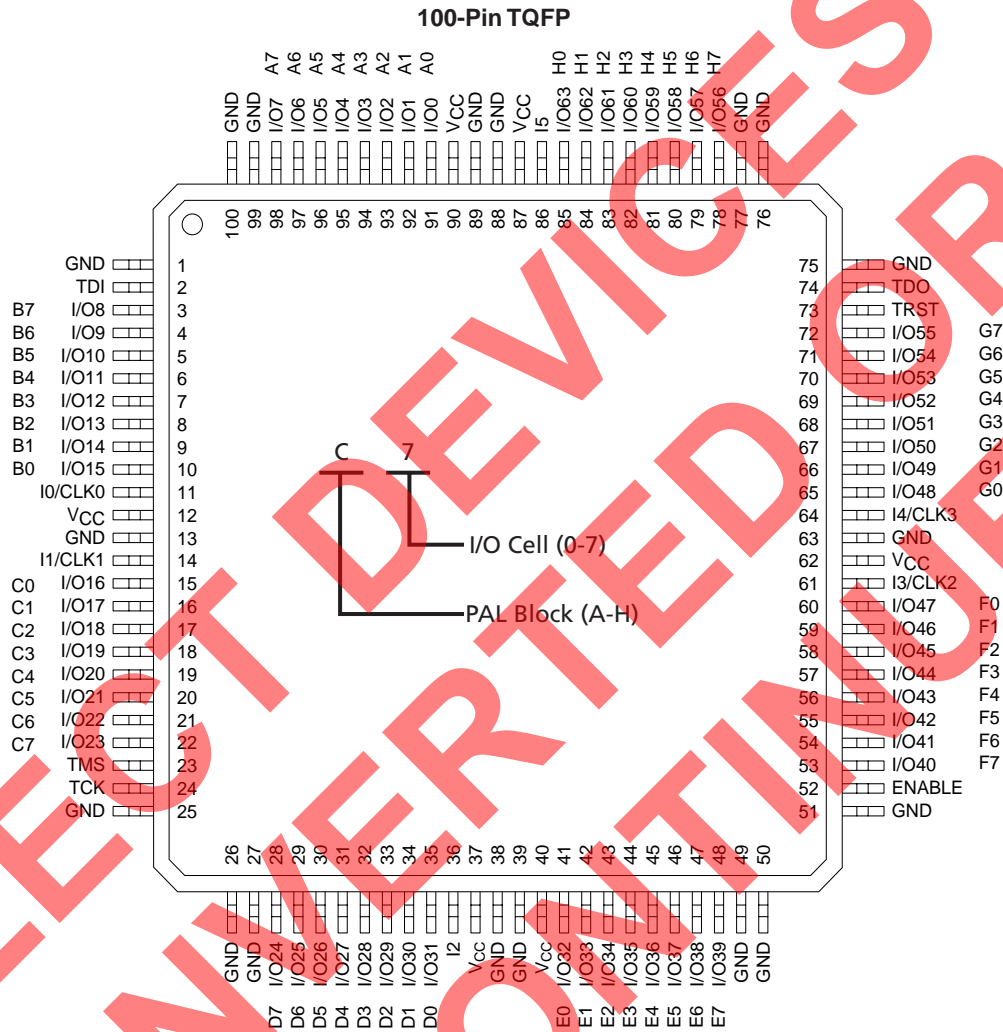 100-Pin TQFP
A7 A6 A5 A4 A3 A2 A1 A0 H0 H1 H2 H3 H4 H5 H6 H7
GND GND I/O7 I/O6 I/O5 I/O4 I/O3 I/O2 I/O1 I/O0 VCC GND GND VCC I5 I/O63 I/O62 I/O61 I/O60 I/O59 I/O58 I/O57 I/O56 GND GND
100 99 98 97 96 95 94 93 92 91 90 89 88 87 86 85 84 83 82 81 80 79 78 77 76
GND 1 75 GND
TDI 2 74 TDO
B7 I/O8 3 73 TRST
B6 I/O9 4 72 I/O55 G7
B5 I/O10 5 71 I/O54 G6
B4 I/O11 6 70 I/O53 G5
B3 I/O12 7 69 I/O52 G4
B2 I/O13 8 68 I/O51 G3
B1 I/O14 9 67 I/O50 G2
B0 I/O15 10 66 I/O49 G1
I0/CLK0 11 65 I/O48 G0
VCC 12 64 I4/CLK3
GND 13 63 GND
I1/CLK1 14 62 VCC
C0 I/O16 15 61 I3/CLK2
C1 I/O17 16 60 I/O47 F0
C2 I/O18 17 59 I/O46 F1
C3 I/O19 18 58 I/O45 F2
C4 I/O20 19 57 I/O44 F3
C5 I/O21 20 56 I/O43 F4
C6 I/O22 21 55 I/O42 F5
C7 I/O23 22 54 I/O41 F6
TMS 23 53 I/O40 F7
TCK 24 52 ENABLE
GND 25 51 GND
C 7
I/O Cell (0-7)
PAL Block (A-H)
26 27 28 29 30 31 32 33 34 35 36 37 38 39 40 41 42 43 44 45 46 47 48 49 50
GND GND I/O24 I/O25 I/O26 I/O27 I/O28 I/O29 I/O30 I/O31 I2 Vcc GND GND Vcc I/O32 I/O33 I/O34 I/O35 I/O36 I/O37 I/O38 I/O39 GND GND
D7 D6 D5 D4 D3 D2 D1 D0 E0 E1 E2 E3 E4 E5 E6 E7
DEVICES
OR